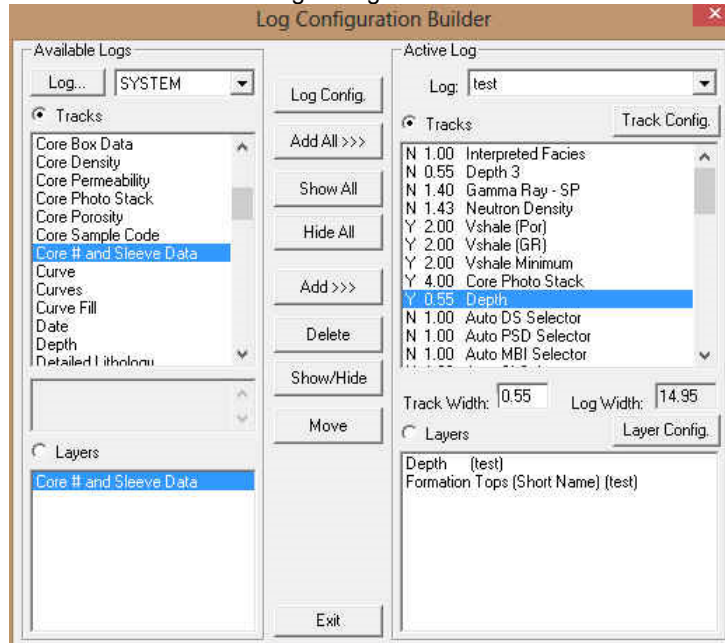 Log Configuration Builder
Available Logs
Log...
SYSTEM
Tracks
Core Box Data
Core Density
Core Permeability
Core Photo Stack
Core Porosity
Core Sample Code
Core # and Sleeve Data
Curve
Curves
Curve Fill
Date
Depth
Detailed Lithology
Layers
Core # and Sleeve Data
Log Config.
Add All >>>
Show All
Hide All
Add >>>
Delete
Show/Hide
Move
Exit
Active Log
Log: test
Tracks
Track Config.
N 1.00 Interpreted Facies
N 0.55 Depth 3
N 1.40 Gamma Ray - SP
N 1.43 Neutron Density
Y 2.00 Vshale (Por)
Y 2.00 Vshale (GR)
Y 2.00 Vshale Minimum
Y 4.00 Core Photo Stack
Y 0.55 Depth
N 1.00 Auto DS Selector
N 1.00 Auto PSD Selector
N 1.00 Auto MBI Selector
Track Width: 0.55 Log Width: 14.95
Layers
Layer Config.
Depth (test)
Formation Tops (Short Name) (test)